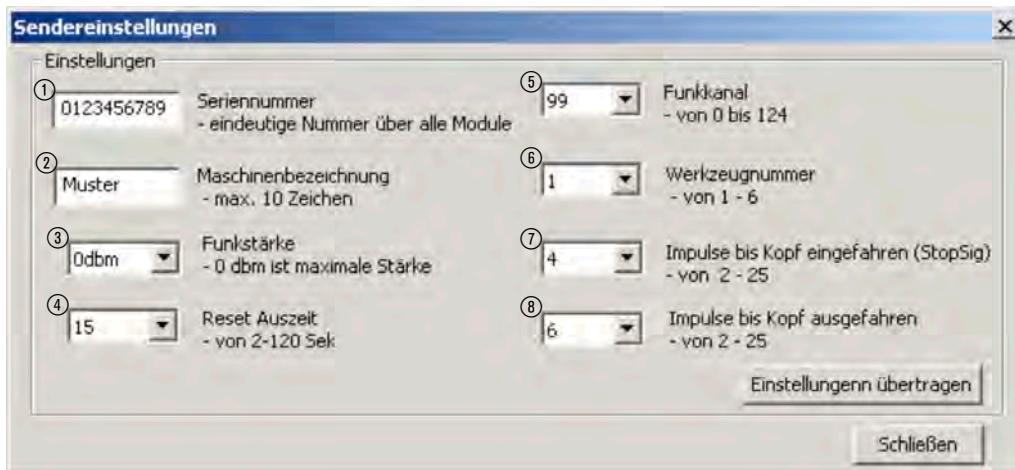 Sendereinstellungen
Einstellungen
① 0123456789
Seriennummer
- eindeutige Nummer über alle Module
② Muster
Maschinenbezeichnung
- max. 10 Zeichen
③ 0dbm
Funkstärke
- 0 dbm ist maximale Stärke
④ 15
Reset Auszeit
- von 2-120 Sek
⑤ 99
Funkkanal
- von 0 bis 124
⑥ 1
Werkzeugnummer
- von 1 - 6
⑦ 4
Impulse bis Kopf eingefahren (StopSig)
- von 2 - 25
⑧ 6
Impulse bis Kopf ausgefahren
- von 2 - 25
Einstellungenn übertragen
Schließen